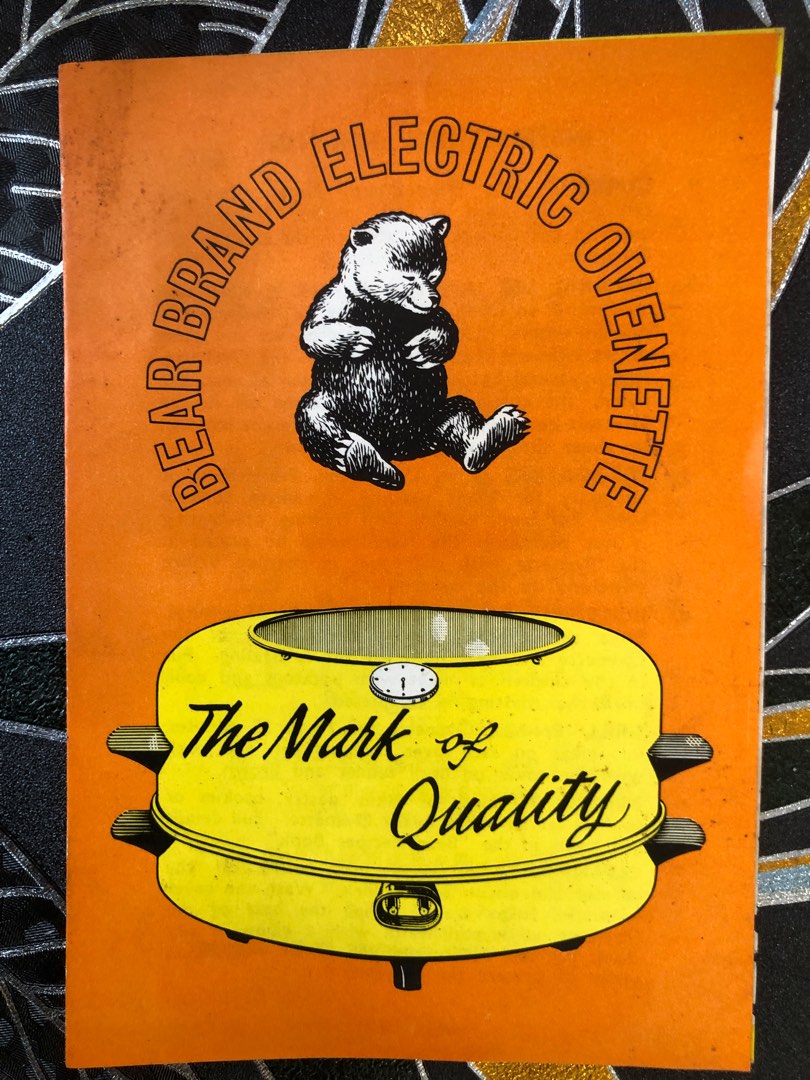 BEAR BRAND ELECTRIC OVENETTE
The Mark of
Quality